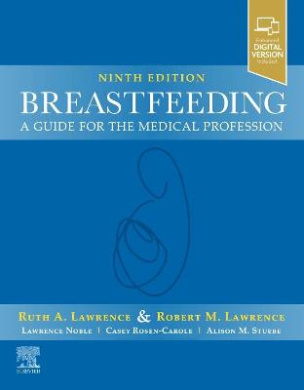 Enhanced
DIGITAL
VERSION
Included
NINTH EDITION
BREASTFEEDING
A GUIDE FOR THE MEDICAL PROFESSION
RUTH A. LAWRENCE & ROBERT M. LAWRENCE
LAWRENCE NOBLE | CASEY ROSEN-CAROLE | ALISON M. STUEBE
ELSEVIER